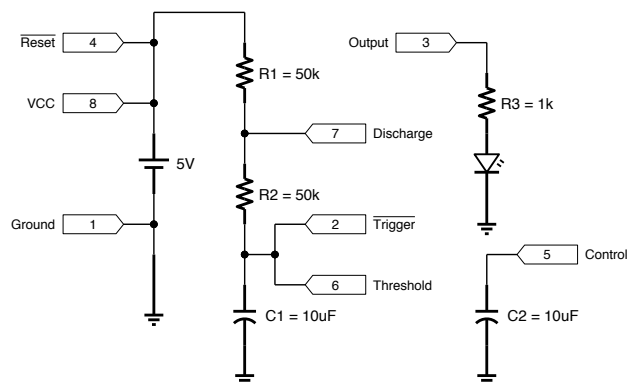 Reset 4
VCC 8
5V
Ground 1
R1 = 50k
7 Discharge
R2 = 50k
2 Trigger
6 Threshold
C1 = 10uF
Output 3
R3 = 1k
5 Control
C2 = 10uF